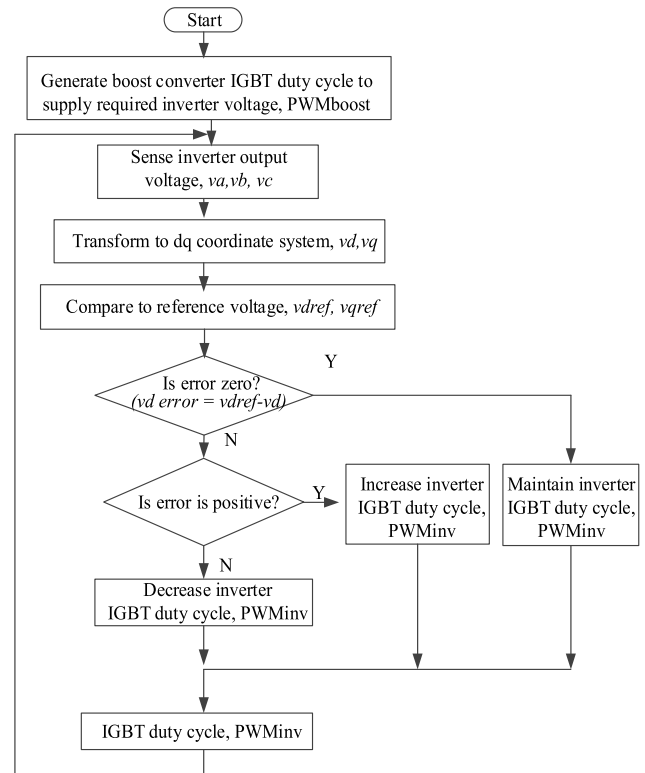 Start
Generate boost converter IGBT duty cycle to
supply required inverter voltage, PWMboost
Sense inverter output
voltage, va,vb, vc
Transform to dq coordinate system, vd,vq
Compare to reference voltage, vdref, vqref
Y
Is error zero?
(vd error = vdref-vd)
N
Is error is positive?
Y
Increase inverter
IGBT duty cycle,
PWMinv
Maintain inverter
IGBT duty cycle,
PWMinv
N
Decrease inverter
IGBT duty cycle, PWMinv
IGBT duty cycle, PWMinv